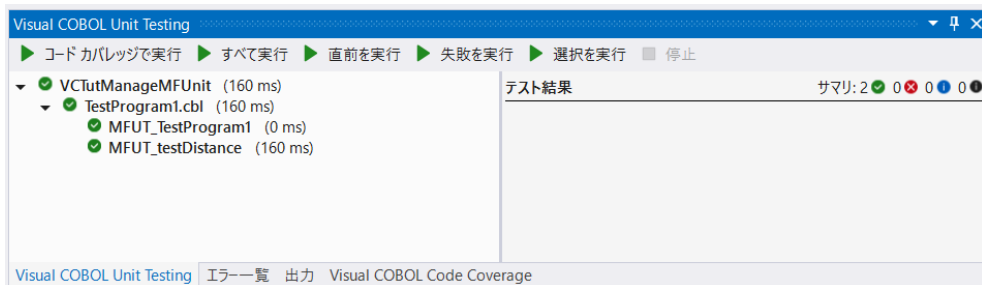 Visual COBOL Unit Testing
コード カバレッジで実行 すべて実行 直前を実行 失敗を実行 選択を実行 停止
VCTutManageMFUnit (160 ms)
TestProgram1.cbl (160 ms)
MFUT_TestProgram1 (0 ms)
MFUT_testDistance (160 ms)
テスト結果 サマリ: 2 0 0 0
Visual COBOL Unit Testing エラー一覧 出力 Visual COBOL Code Coverage